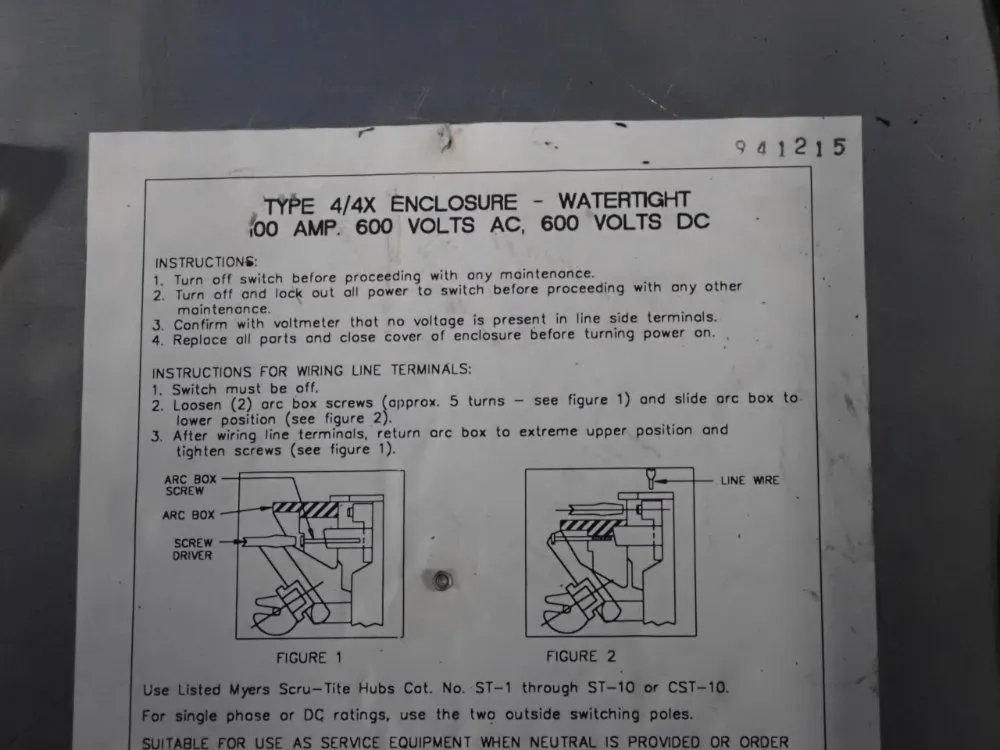 941215
TYPE 4/4X ENCLOSURE - WATERTIGHT
00 AMP. 600 VOLTS AC, 600 VOLTS DC
INSTRUCTIONS:
1. Turn off switch before proceeding with any maintenance.
2. Turn off and lock out all power to switch before proceeding with any other
maintenance.
3. Confirm with voltmeter that no voltage is present in line side terminals.
4. Replace all parts and close cover of enclosure before turning power on.
INSTRUCTIONS FOR WIRING LINE TERMINALS:
1. Switch must be off.
2. Loosen (2) arc box screws (approx. 5 turns – see figure 1) and slide arc box to
lower position (see figure 2).
3. After wiring line terminals, return arc box to extreme upper position and
tighten screws (see figure 1).
ARC BOX
SCREW
ARC BOX
SCREW
DRIVER
LINE WIRE
FIGURE 1
FIGURE 2
Use Listed Myers Scru-Tite Hubs Cat. No. ST-1 through ST-10 or CST-10.
For single phase or DC ratings, use the two outside switching poles.
SUITABLE FOR USE AS SERVICE EQUIPMENT WHEN NEUTRAL IS PROVIDED OR ORDER